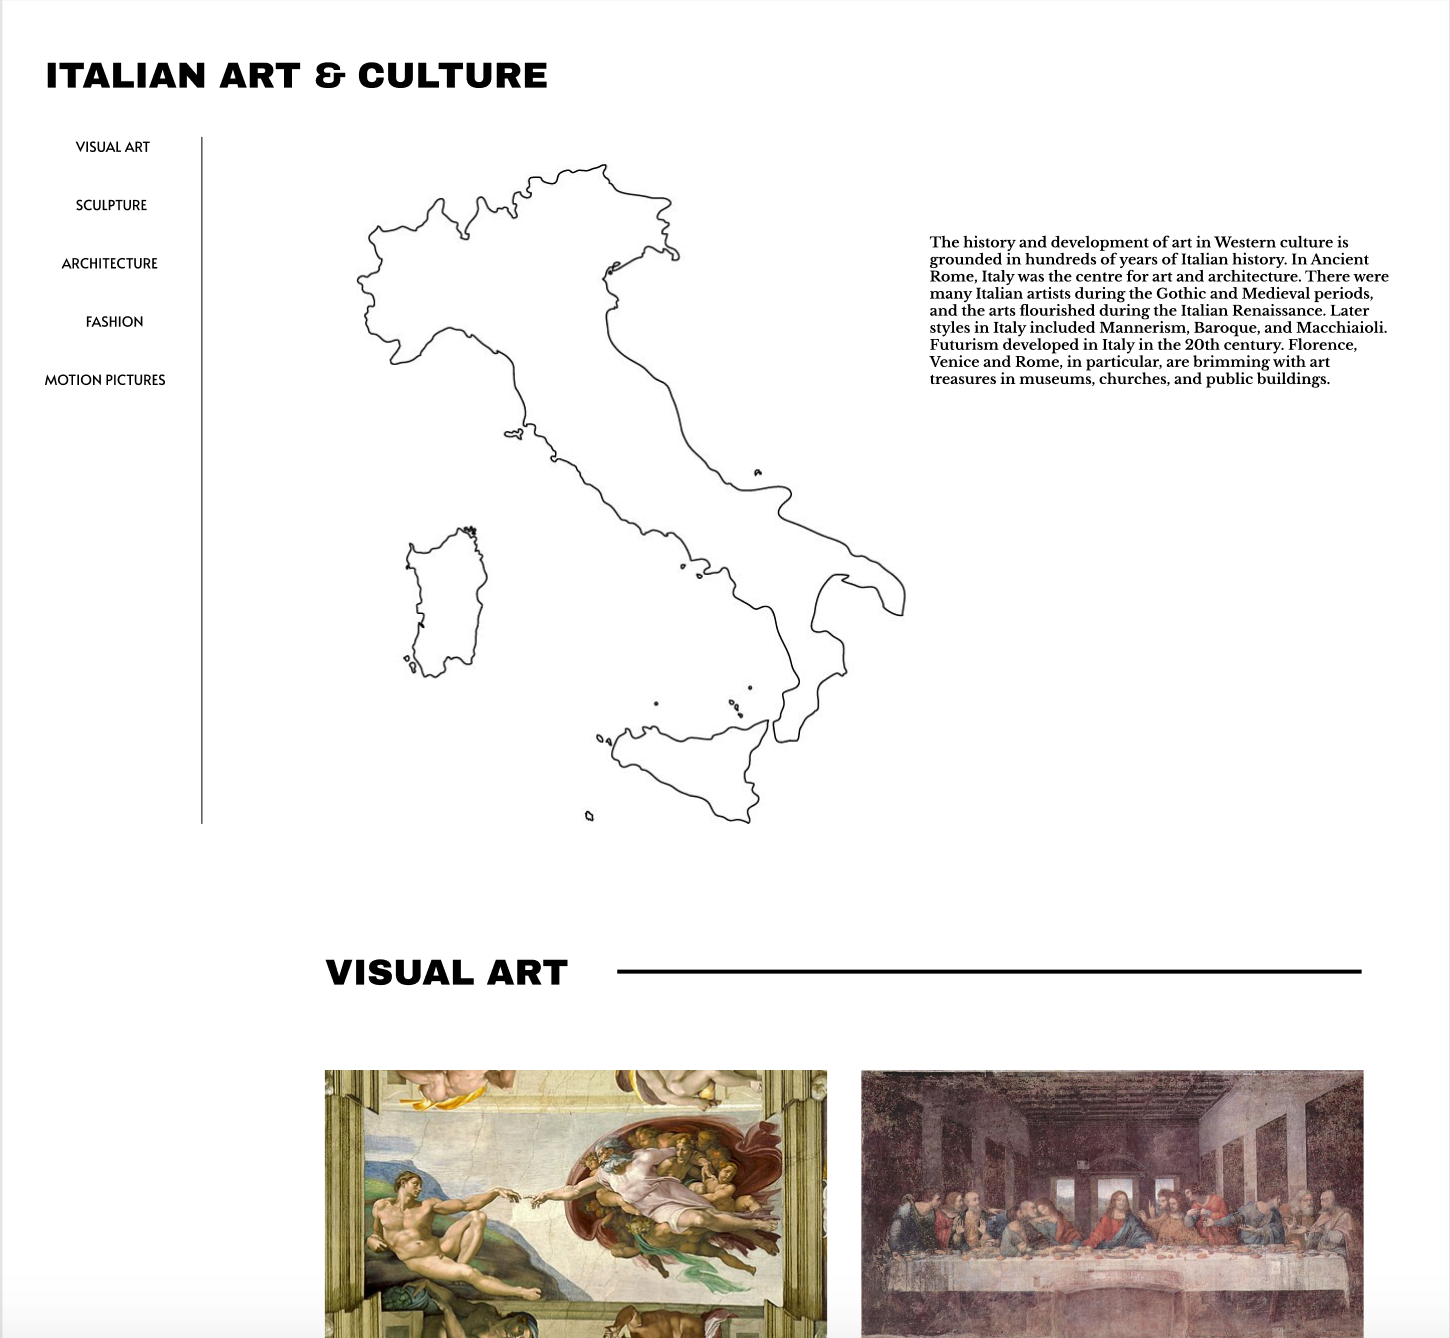 ITALIAN ART & CULTURE
VISUAL ART
SCULPTURE
ARCHITECTURE
FASHION
MOTION PICTURES
The history and development of art in Western culture is
grounded in hundreds of years of Italian history. In Ancient
Rome, Italy was the centre for art and architecture. There were
many Italian artists during the Gothic and Medieval periods,
and the arts flourished during the Italian Renaissance. Later
styles in Italy included Mannerism, Baroque, and Macchiaioli.
Futurism developed in Italy in the 20th century. Florence,
Venice and Rome, in particular, are brimming with art
treasures in museums, churches, and public buildings.
VISUAL ART